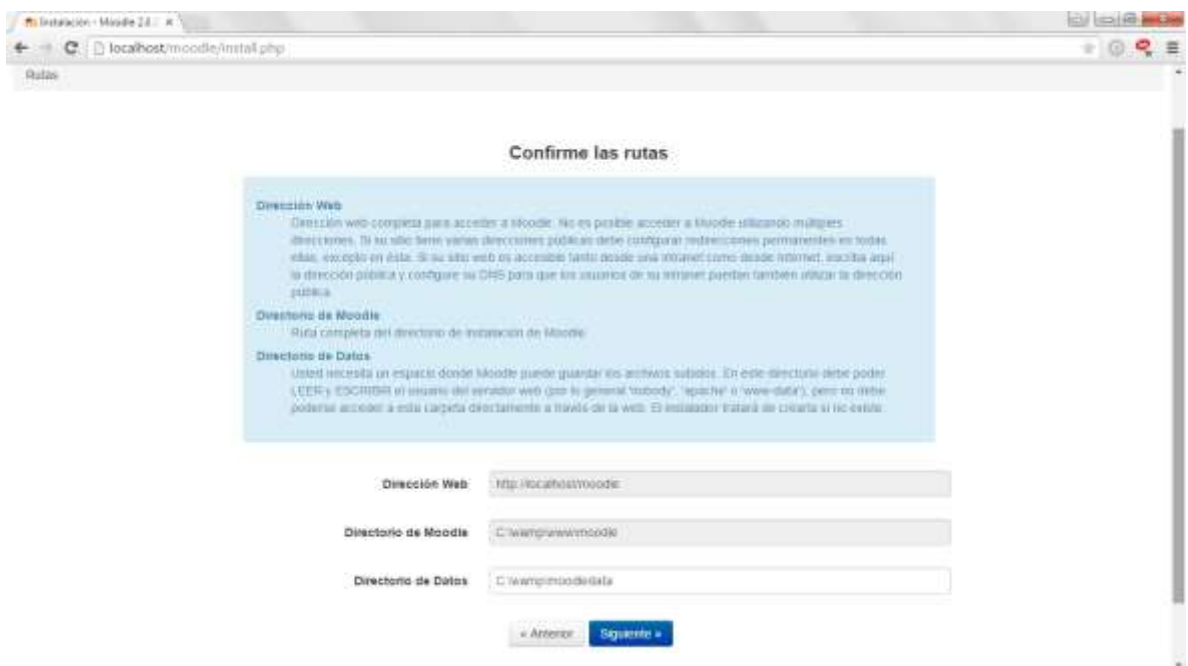 Instalación - Moodle 2.8
localhost/moodle/install.php
Rutas
Confirme las rutas
Dirección Web
Dirección web completa para acceder a Moodle. No es posible acceder a Moodle utilizando múltiples
direcciones. Si su sitio tiene varias direcciones públicas debe configurar redirecciones permanentes en todas
ellas, excepto en ésta. Si su sitio web es accesible tanto desde una intranet como desde Internet, escriba aquí
la dirección pública y configure su DNS para que los usuarios de su intranet puedan también utilizar la dirección
pública.
Directorio de Moodle
Ruta completa del directorio de instalación de Moodle
Directorio de Datos
Usted necesita un espacio donde Moodle puede guardar los archivos subidos. En este directorio debe poder
LEER y ESCRIBIR el usuario del servidor web (por lo general 'nobody', 'apache' o 'www-data'), pero no debe
poderse acceder a esta carpeta directamente a través de la web. El instalador tratará de crearla si no existe.
Dirección Web
http://localhost/moodle
Directorio de Moodle
C:\wamp\www\moodle
Directorio de Datos
C:\wamp\moodledata
« Anterior
Siguiente »